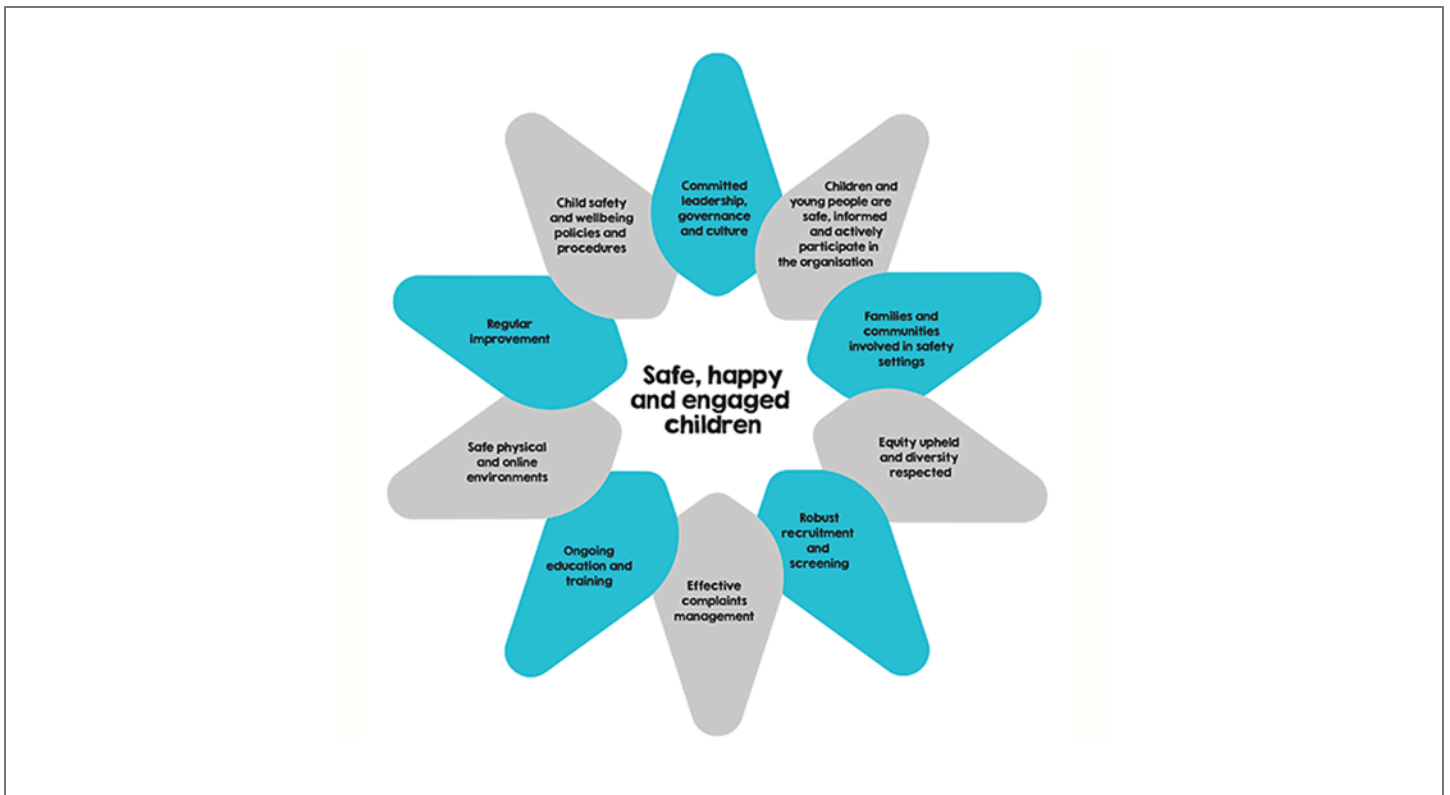 Committed
leadership,
governance
and culture
Children and
young people are
safe, informed
and actively
participate in
the organisation
Families and
communities
involved in safety
settings
Equity upheld
and diversity
respected
Robust
recruitment
and
screening
Effective
complaints
management
Ongoing
education and
training
Safe physical
and online
environments
Regular
improvement
Child safety
and wellbeing
policies and
procedures
Safe, happy
and engaged
children